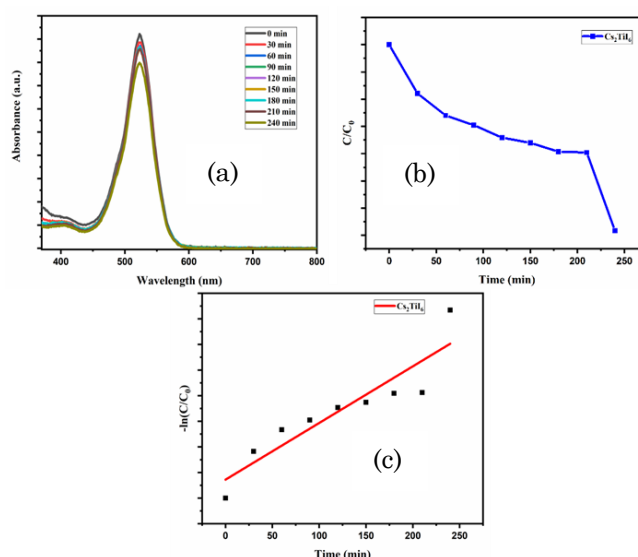 0 min
30 min
60 min
90 min
120 min
150 min
180 min
210 min
240 min
Absorbance (a.u.)
(a)
400 500 600 700 800
Wavelength (nm)
Cs₂TiI₆
C/C₀
(b)
0 50 100 150 200 250
Time (min)
Cs₂TiI₆
-ln(C/C₀)
(c)
0 50 100 150 200 250
Time (min)